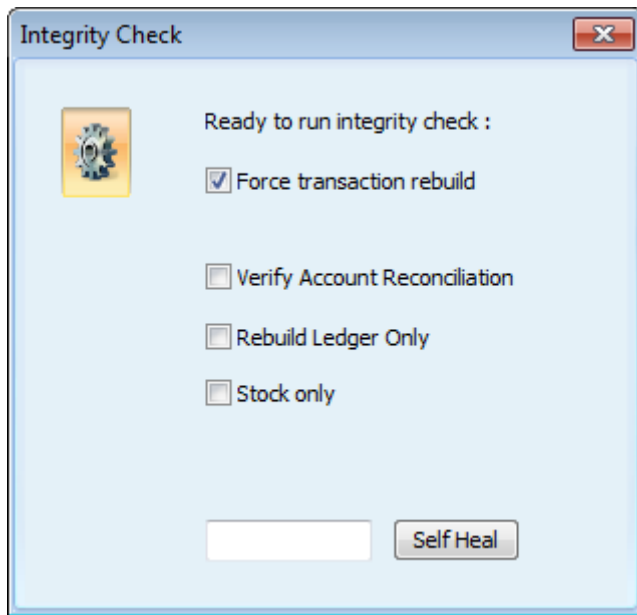 Integrity Check
Ready to run integrity check :
Force transaction rebuild
Verify Account Reconciliation
Rebuild Ledger Only
Stock only
Self Heal